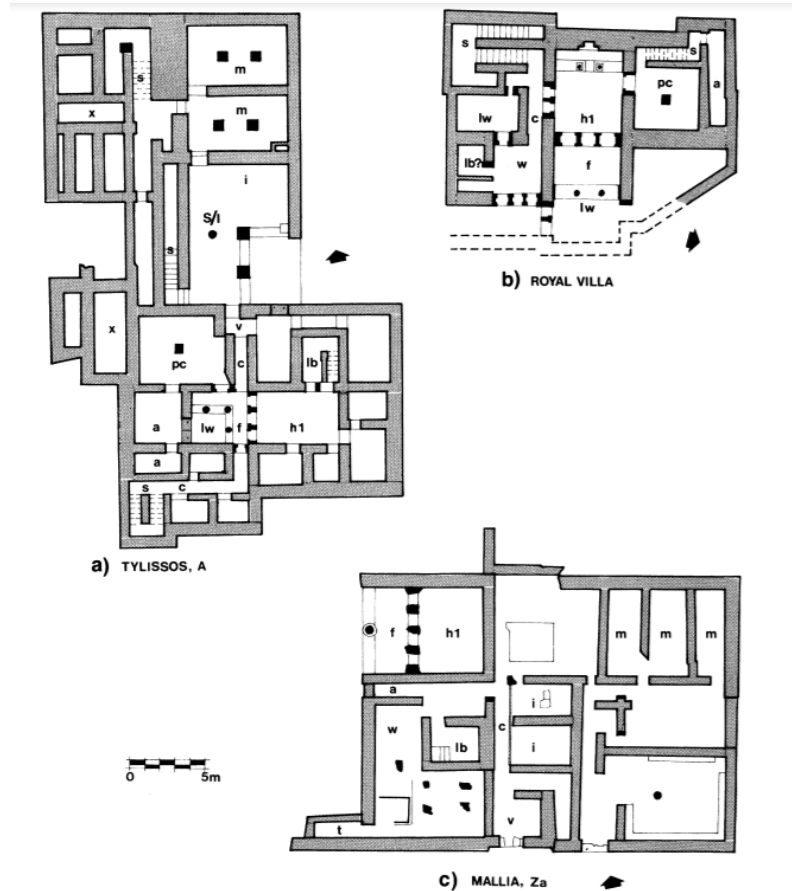 m
s
m
x
i
S/I
s
x
v
pc
c
lb
a
lw
f
h1
a
s
c
a) TYLISSOS, A
s
s
pc
a
lw
c
h1
lb?
w
f
lw
b) ROYAL VILLA
f
h1
m
m
m
a
i
w
c
lb
i
v
t
0
5m
c) MALLIA, Za